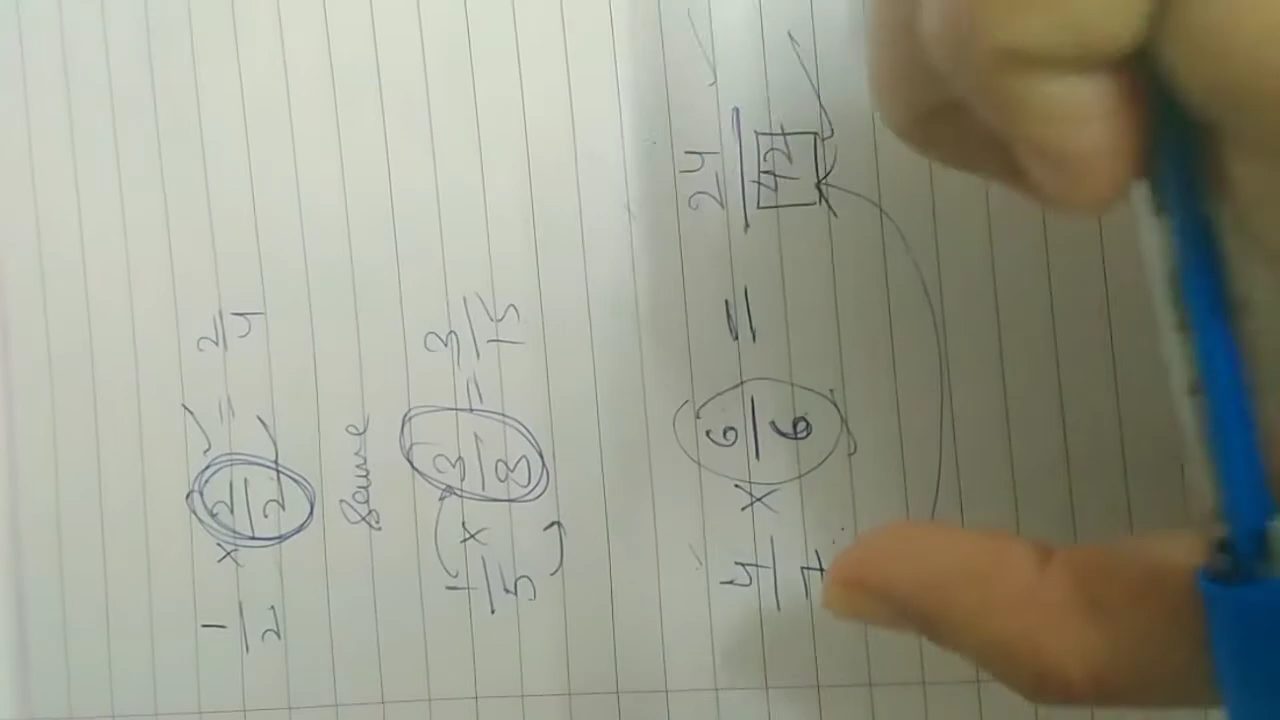 1/2 × 2/2 = 2/4
Same
1/5 × 3/3 = 3/15
4/7 × 6/6 = 24/42